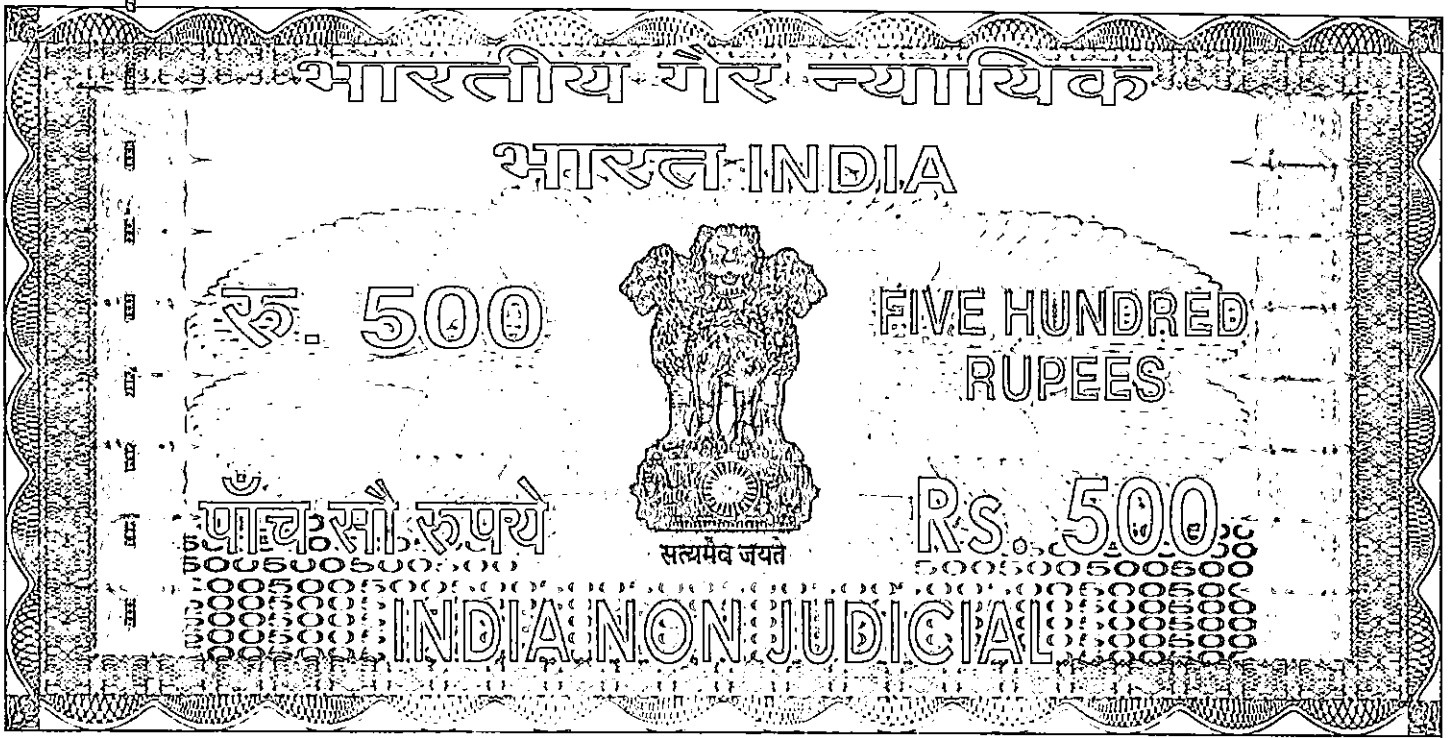 भारतीय गैर न्यायिक
भारत INDIA
रु. 500
FIVE HUNDRED
RUPEES
पाँच सौ रुपये
Rs. 500
सत्यमेव जयते
INDIA NON JUDICIAL